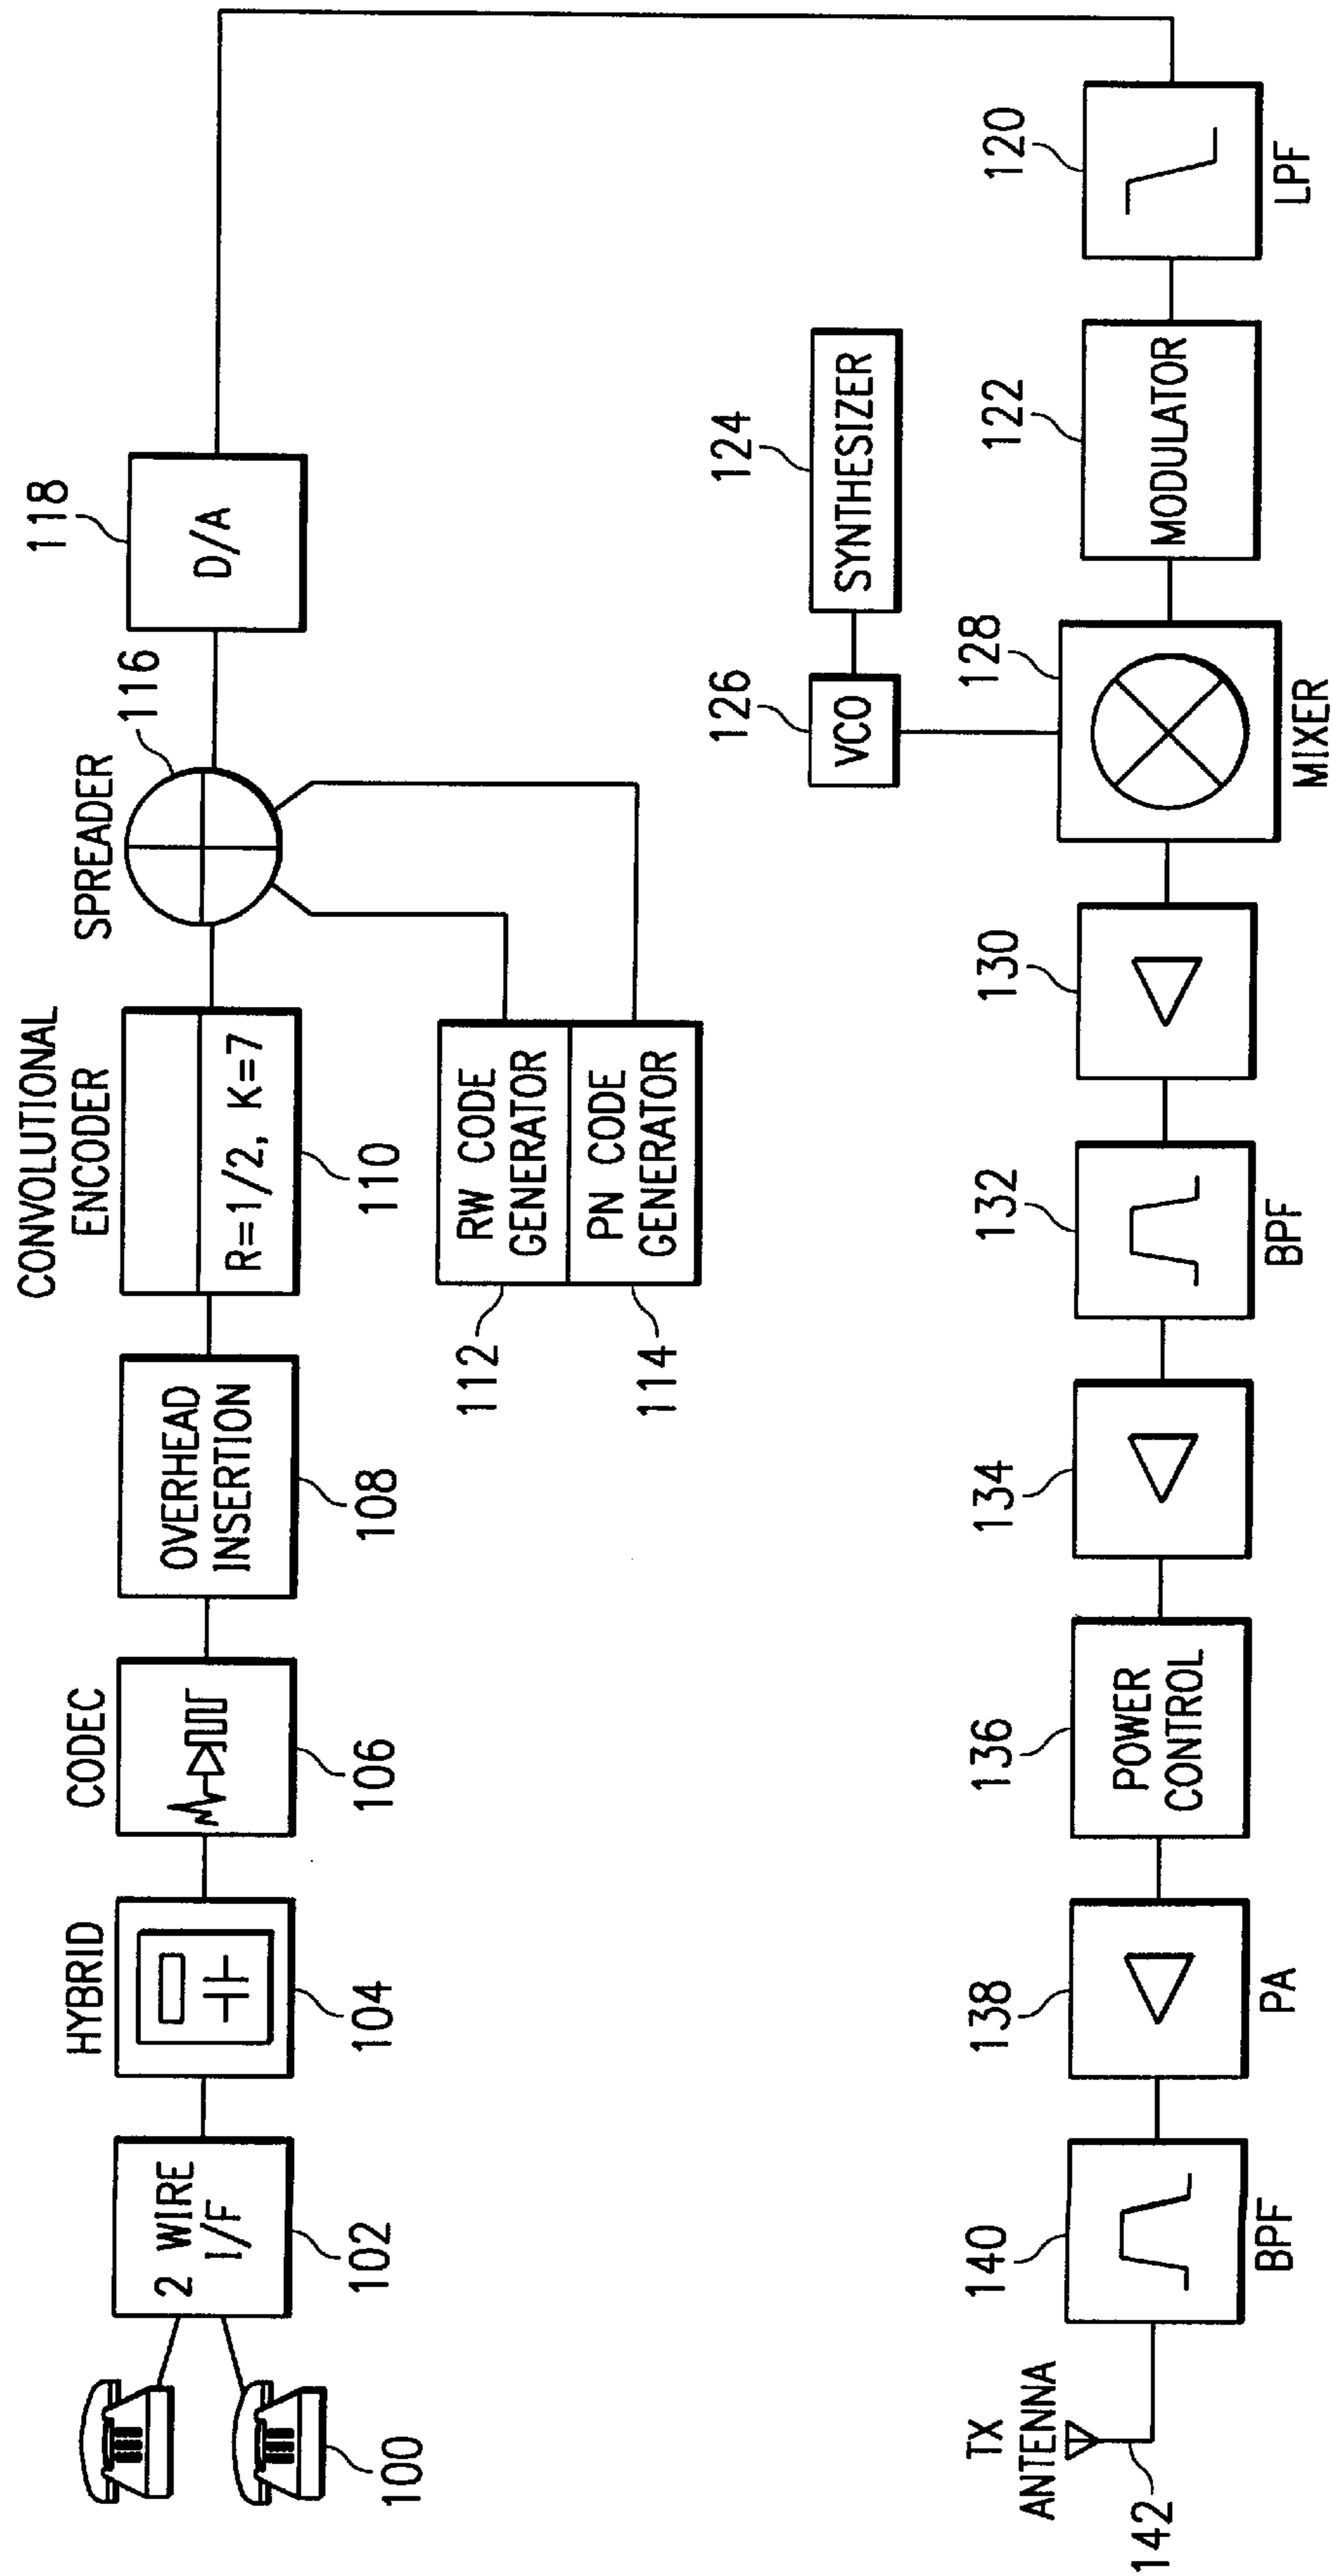 100
2 WIRE
I/F
102
HYBRID
104
CODEC
106
OVERHEAD
INSERTION
108
CONVOLUTIONAL
ENCODER
R=1/2, K=7
110
RW CODE
GENERATOR
112
PN CODE
GENERATOR
114
SPREADER
116
D/A
118
120
LPF
122
MODULATOR
124
SYNTHESIZER
126
VCO
128
MIXER
130
132
BPF
134
136
POWER
CONTROL
138
PA
140
BPF
TX
ANTENNA
142